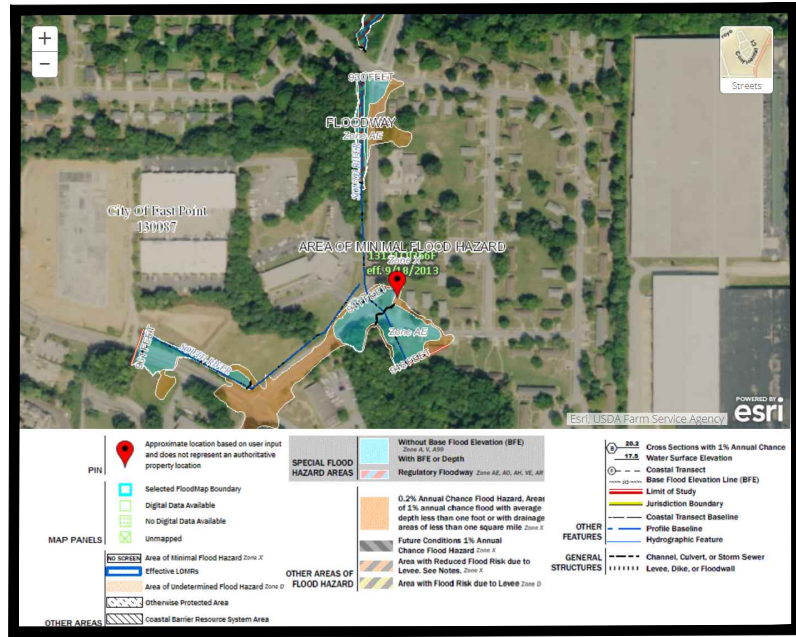 +
−
Streets
930 FEET
FLOODWAY
Zone AE
City Of East Point
130087
AREA OF MINIMAL FLOOD HAZARD
Zone X
eff. 9/18/2013
Zone AE
SOUTH RIVER
POWERED BY
esri
Esri, USDA Farm Service Agency
PIN
Approximate location based on user input
and does not represent an authoritative
property location
MAP PANELS
Selected FloodMap Boundary
Digital Data Available
No Digital Data Available
Unmapped
OTHER AREAS
NO SCREEN Area of Minimal Flood Hazard Zone X
Effective LOMRs
Area of Undetermined Flood Hazard Zone D
Otherwise Protected Area
Coastal Barrier Resource System Area
SPECIAL FLOOD
HAZARD AREAS
Without Base Flood Elevation (BFE)
Zone A, V, A99
With BFE or Depth
Regulatory Floodway Zone AE, AO, AH, VE, AR
OTHER AREAS OF
FLOOD HAZARD
0.2% Annual Chance Flood Hazard, Areas
of 1% annual chance flood with average
depth less than one foot or with drainage
areas of less than one square mile Zone X
Future Conditions 1% Annual
Chance Flood Hazard Zone X
Area with Reduced Flood Risk due to
Levee. See Notes. Zone X
Area with Flood Risk due to Levee Zone D
OTHER
FEATURES
20.2 Cross Sections with 1% Annual Chance
17.5 Water Surface Elevation
Coastal Transect
Base Flood Elevation Line (BFE)
Limit of Study
Jurisdiction Boundary
Coastal Transect Baseline
Profile Baseline
Hydrographic Feature
GENERAL
STRUCTURES
Channel, Culvert, or Storm Sewer
Levee, Dike, or Floodwall